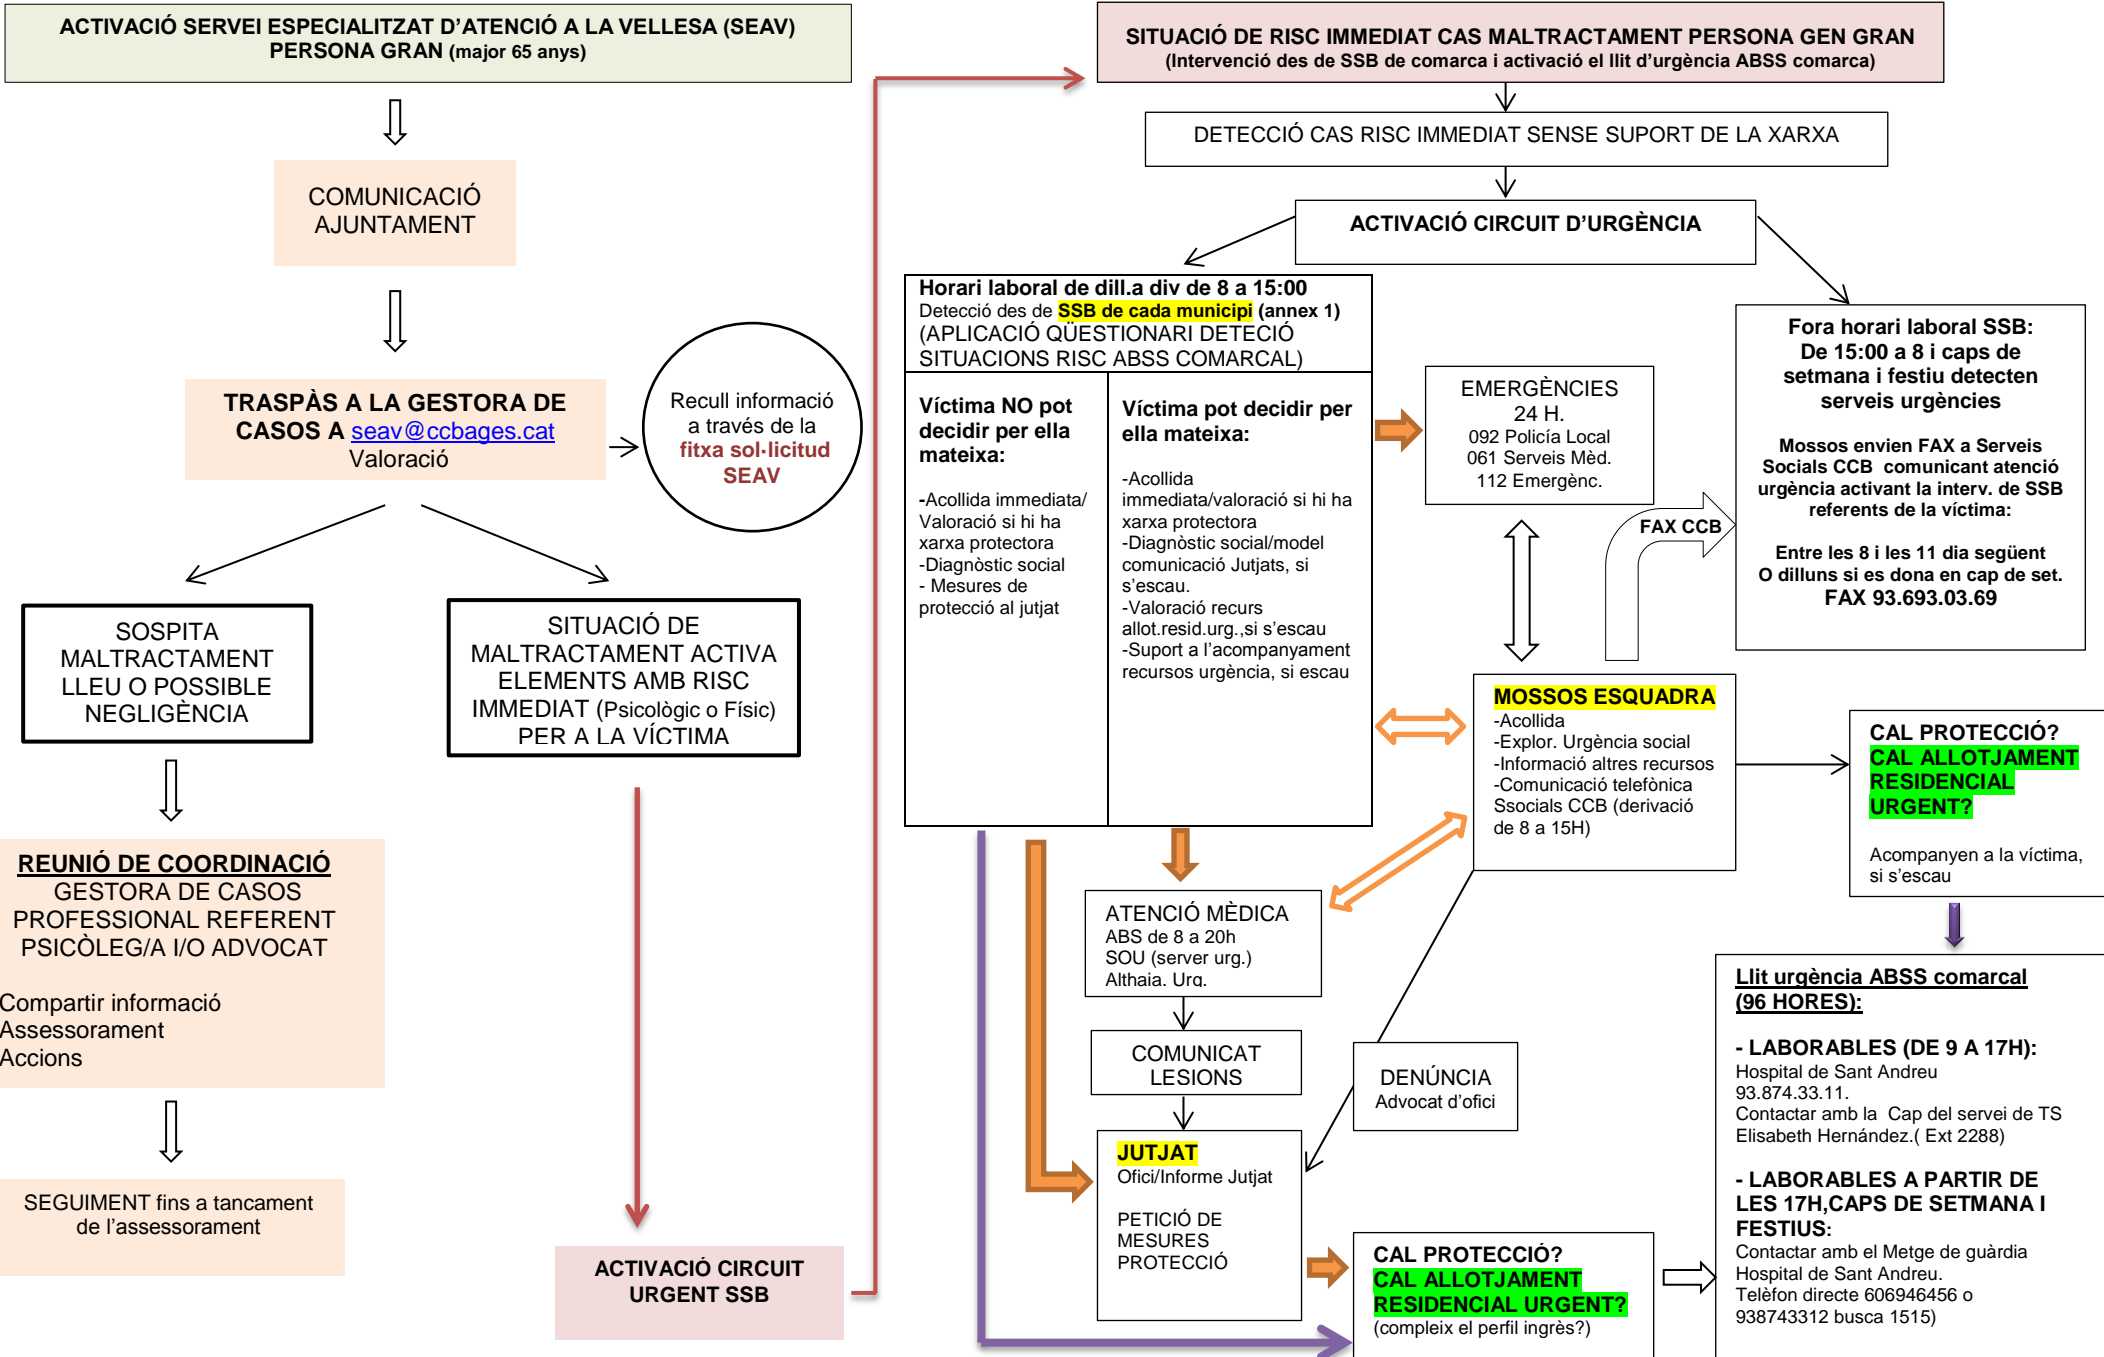 ACTIVACIÓ SERVEI ESPECIALITZAT D'ATENCIÓ A LA VELLESA (SEAV)
PERSONA GRAN (major 65 anys)
COMUNICACIÓ
AJUNTAMENT
TRASPÀS A LA GESTORA DE
CASOS A seav@ccbages.cat
Valoració
Recull informació
a través de la
fitxa sol·licitud
SEAV
SOSPITA
MALTRACTAMENT
LLEU O POSSIBLE
NEGLIGÈNCIA
SITUACIÓ DE
MALTRACTAMENT ACTIVA
ELEMENTS AMB RISC
IMMEDIAT (Psicològic o Físic)
PER A LA VÍCTIMA
REUNIÓ DE COORDINACIÓ
GESTORA DE CASOS
PROFESSIONAL REFERENT
PSICÒLEG/A I/O ADVOCAT
Compartir informació
Assessorament
Accions
SEGUIMENT fins a tancament
de l'assessorament
ACTIVACIÓ CIRCUIT
URGENT SSB
SITUACIÓ DE RISC IMMEDIAT CAS MALTRACTAMENT PERSONA GEN GRAN
(Intervenció des de SSB de comarca i activació el llit d'urgència ABSS comarca)
DETECCIÓ CAS RISC IMMEDIAT SENSE SUPORT DE LA XARXA
ACTIVACIÓ CIRCUIT D'URGÈNCIA
Horari laboral de dill.a div de 8 a 15:00
Detecció des de SSB de cada municipi (annex 1)
(APLICACIÓ QÜESTIONARI DETECIÓ
SITUACIONS RISC ABSS COMARCAL)
Víctima NO pot
decidir per ella
mateixa:
-Acollida immediata/
Valoració si hi ha
xarxa protectora
-Diagnòstic social
- Mesures de
protecció al jutjat
Víctima pot decidir per
ella mateixa:
-Acollida
immediata/valoració si hi ha
xarxa protectora
-Diagnòstic social/model
comunicació Jutjats, si
s'escau.
-Valoració recurs
allot.resid.urg.,si s'escau
-Suport a l'acompanyament
recursos urgència, si escau
EMERGÈNCIES
24 H.
092 Policía Local
061 Serveis Mèd.
112 Emergènc.
FAX CCB
Fora horari laboral SSB:
De 15:00 a 8 i caps de
setmana i festiu detecten
serveis urgències
Mossos envien FAX a Serveis
Socials CCB comunicant atenció
urgència activant la interv. de SSB
referents de la víctima:
Entre les 8 i les 11 dia següent
O dilluns si es dona en cap de set.
FAX 93.693.03.69
MOSSOS ESQUADRA
-Acollida
-Explor. Urgència social
-Informació altres recursos
-Comunicació telefònica
Ssocials CCB (derivació
de 8 a 15H)
CAL PROTECCIÓ?
CAL ALLOTJAMENT
RESIDENCIAL
URGENT?
Acompanyen a la víctima,
si s'escau
ATENCIÓ MÈDICA
ABS de 8 a 20h
SOU (server urg.)
Althaia. Urg.
COMUNICAT
LESIONS
DENÚNCIA
Advocat d'ofici
JUTJAT
Ofici/Informe Jutjat
PETICIÓ DE
MESURES
PROTECCIÓ
CAL PROTECCIÓ?
CAL ALLOTJAMENT
RESIDENCIAL URGENT?
(compleix el perfil ingrès?)
Llit urgència ABSS comarcal
(96 HORES):
- LABORABLES (DE 9 A 17H):
Hospital de Sant Andreu
93.874.33.11.
Contactar amb la Cap del servei de TS
Elisabeth Hernández.( Ext 2288)
- LABORABLES A PARTIR DE
LES 17H,CAPS DE SETMANA I
FESTIUS:
Contactar amb el Metge de guàrdia
Hospital de Sant Andreu.
Telèfon directe 606946456 o
938743312 busca 1515)